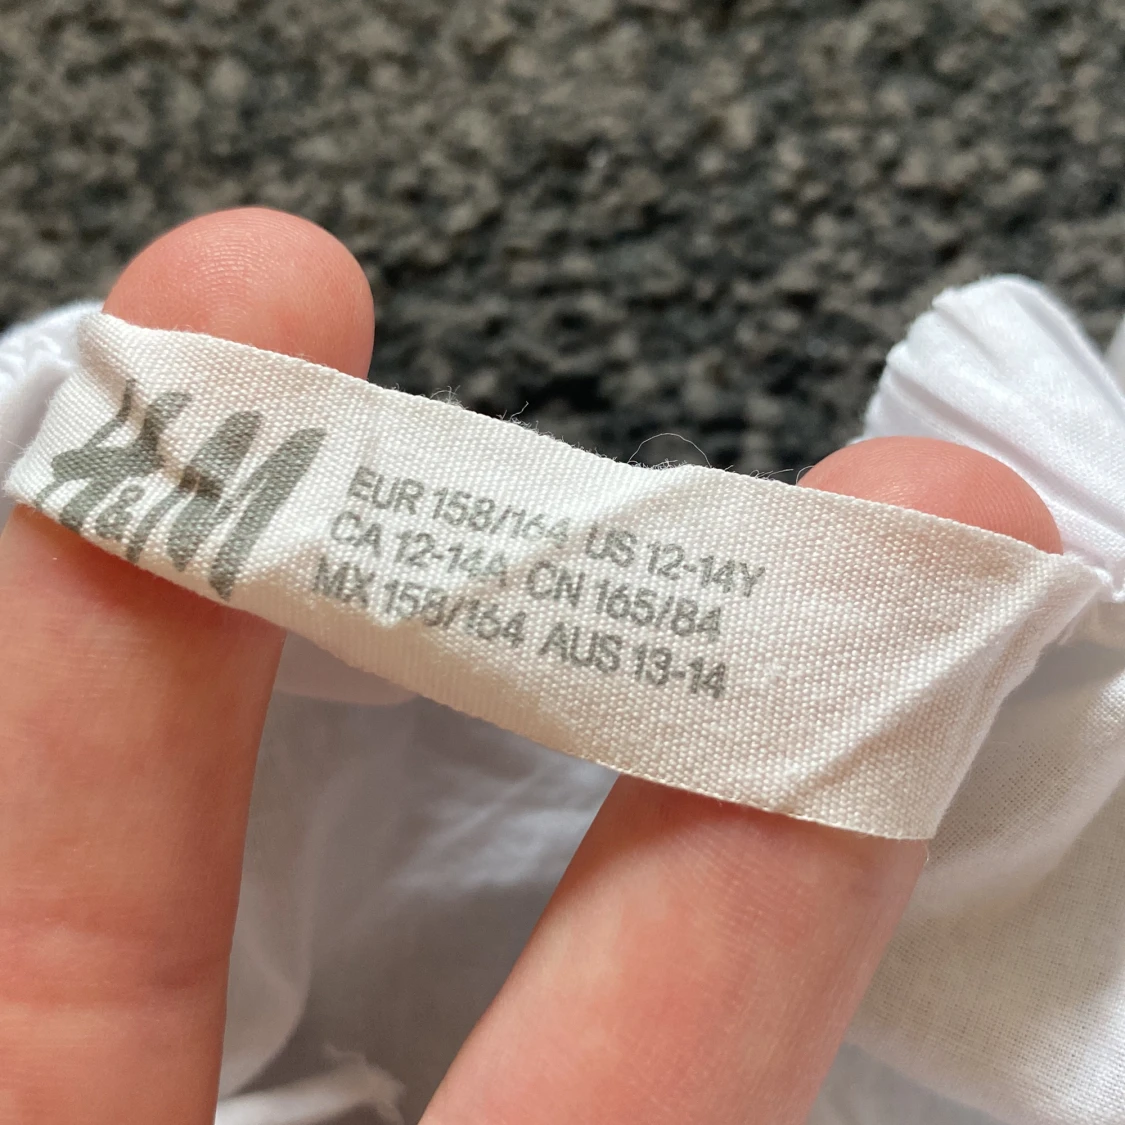 H&M
EUR 158/164 US 12-14Y
CA 12-14A CN 165/84
MX 158/164 AUS 13-14